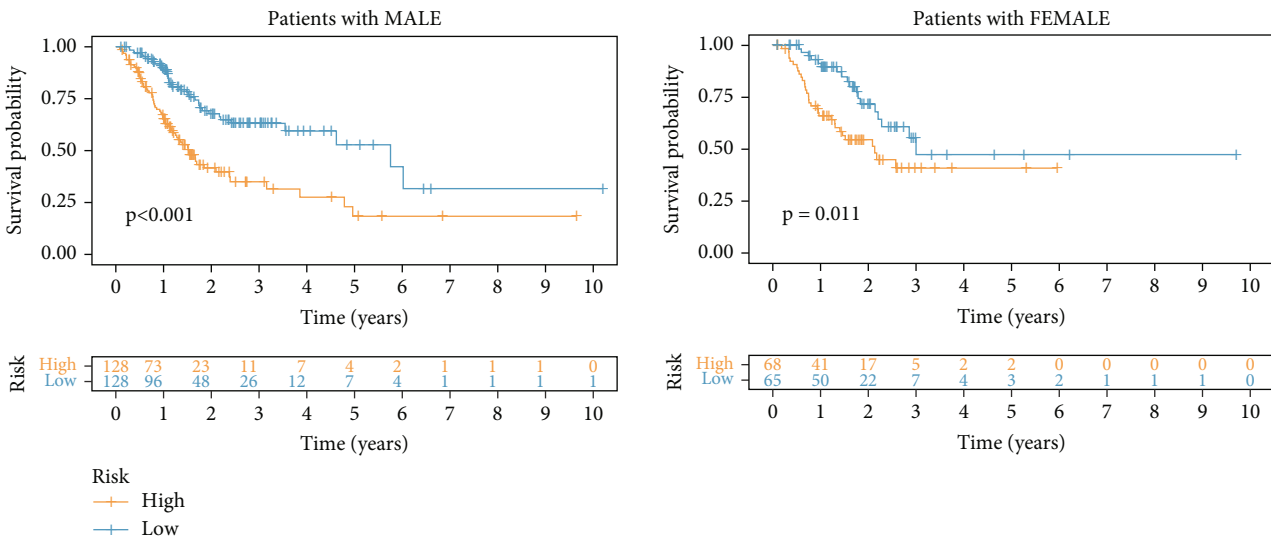 Patients with MALE
Survival probability
1.00
0.75
0.50
0.25
0.00
p<0.001
0 1 2 3 4 5 6 7 8 9 10
Time (years)
Risk
High 128 73 23 11 7 4 2 1 1 1 0
Low 128 96 48 26 12 7 4 1 1 1 1
0 1 2 3 4 5 6 7 8 9 10
Time (years)
Patients with FEMALE
Survival probability
1.00
0.75
0.50
0.25
0.00
p = 0.011
0 1 2 3 4 5 6 7 8 9 10
Time (years)
Risk
High 68 41 17 5 2 2 0 0 0 0 0
Low 65 50 22 7 4 3 2 1 1 1 0
0 1 2 3 4 5 6 7 8 9 10
Time (years)
Risk
High
Low